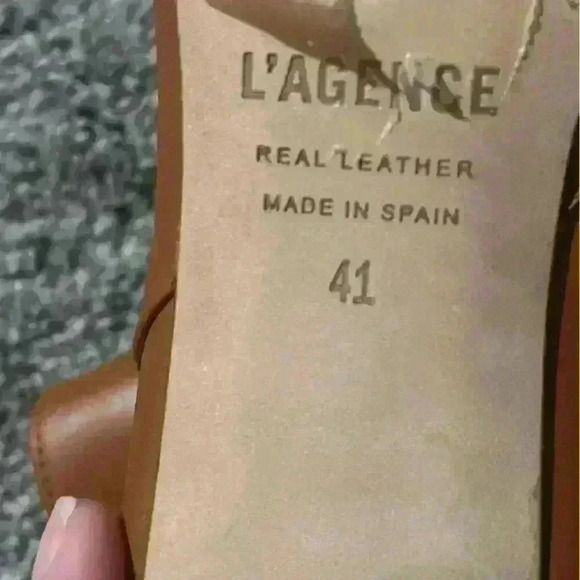 L'AGENCE
REAL LEATHER
MADE IN SPAIN
41